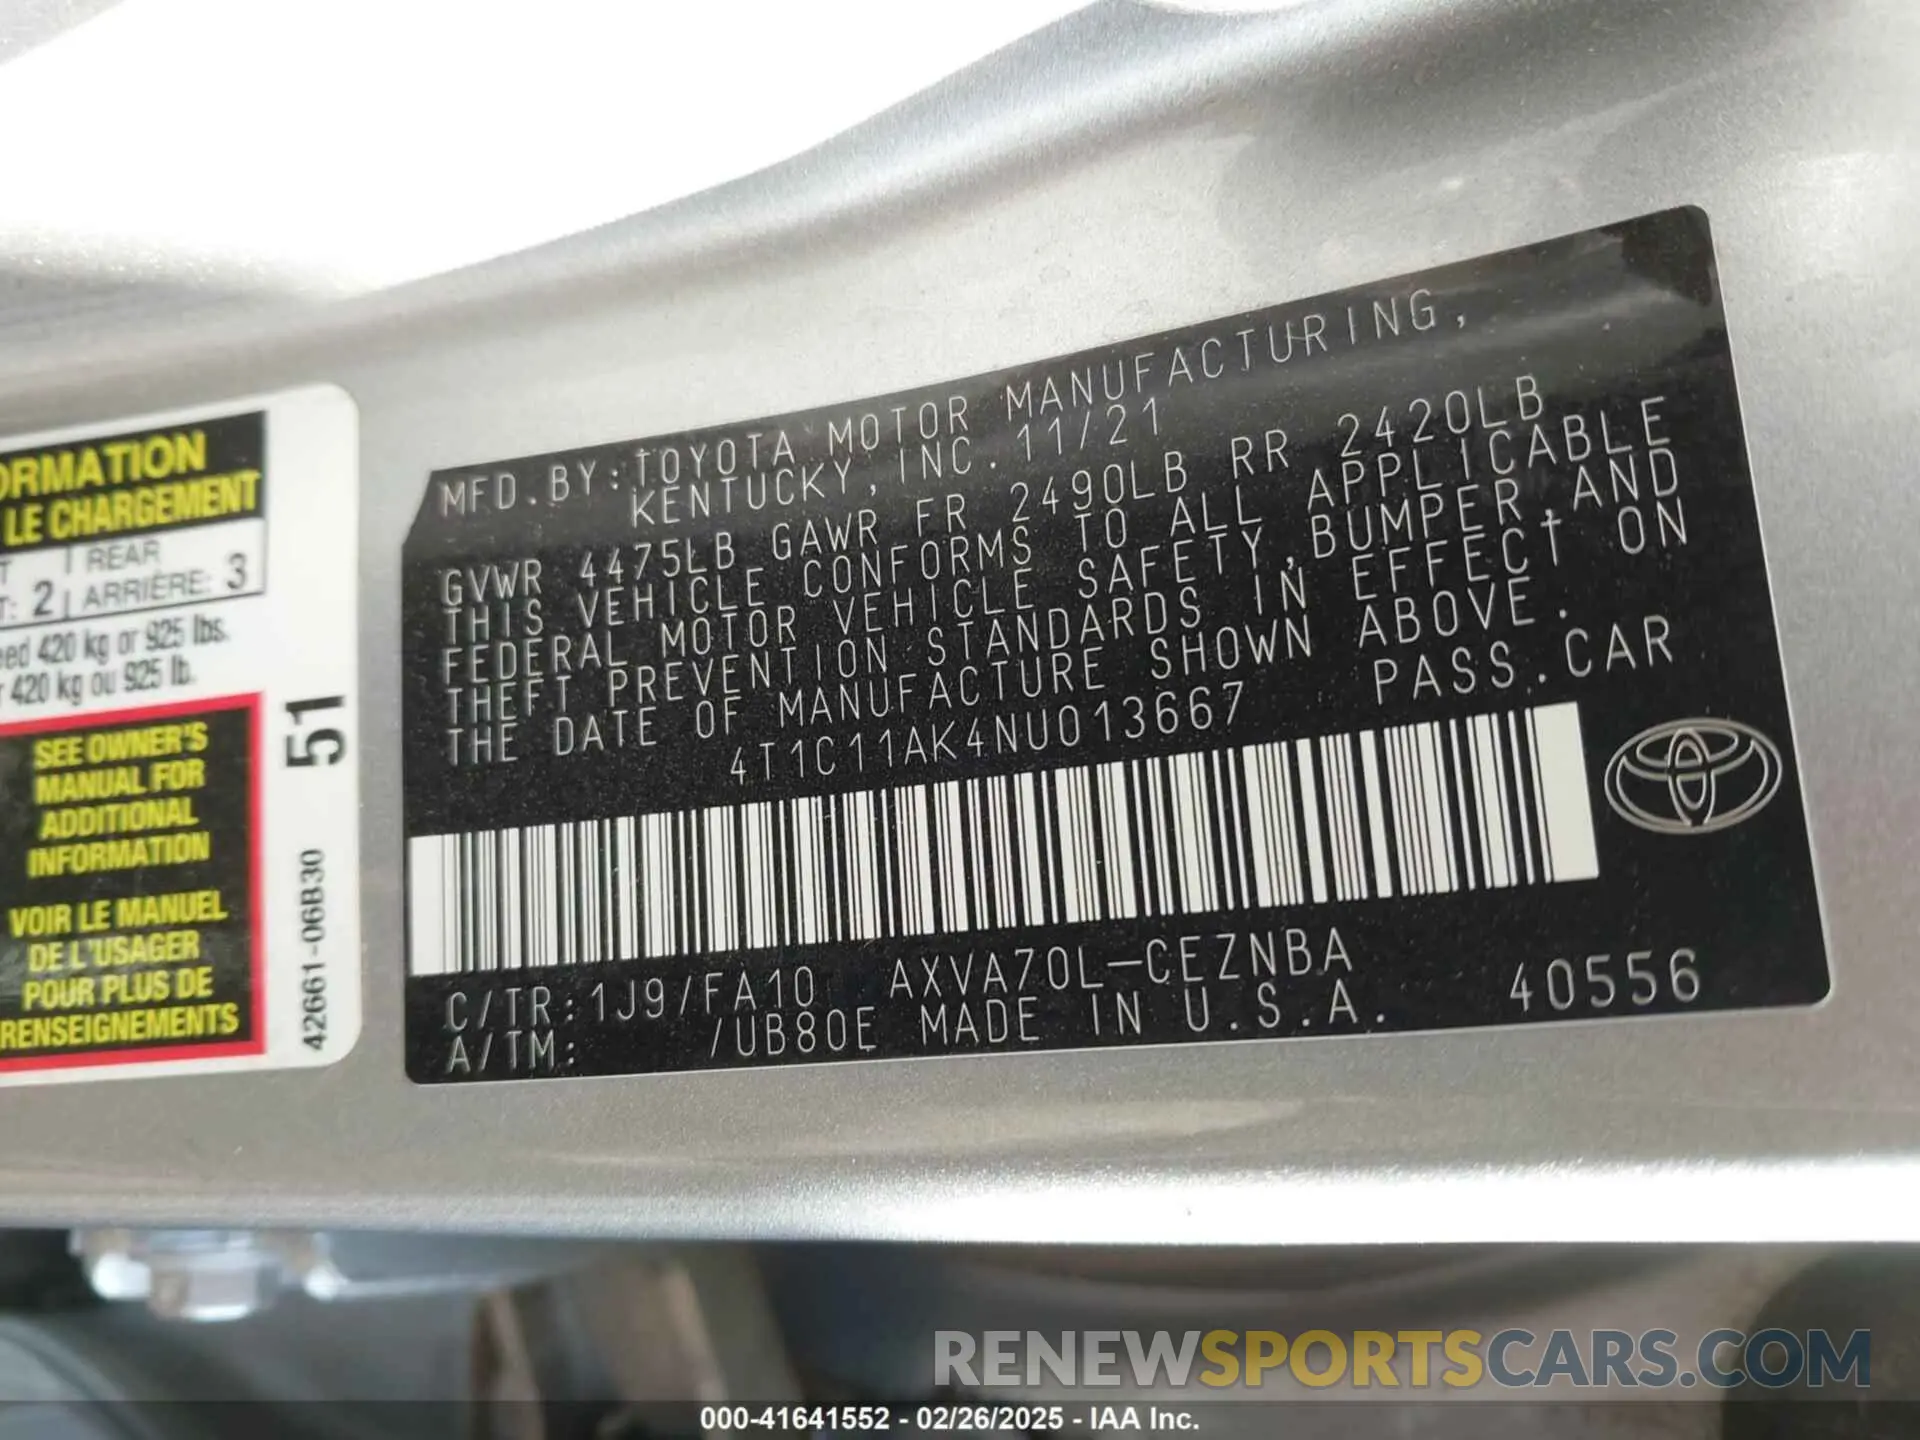 ORMATION
LE CHARGEMENT
T | REAR
T: 2 | ARRIÈRE: 3
eed 420 kg or 925 lbs.
r 420 kg ou 925 lb.
SEE OWNER'S
MANUAL FOR
ADDITIONAL
INFORMATION
VOIR LE MANUEL
DE L'USAGER
POUR PLUS DE
RENSEIGNEMENTS
51
42661-06B30
MFD.BY:TOYOTA MOTOR MANUFACTURING,
KENTUCKY, INC. 11/21
GVWR 4475LB GAWR FR 2490LB RR 2420LB
THIS VEHICLE CONFORMS TO ALL APPLICABLE
FEDERAL MOTOR VEHICLE SAFETY,BUMPER,AND
THEFT PREVENTION STANDARDS IN EFFECT ON
THE DATE OF MANUFACTURE SHOWN ABOVE.
4T1C11AK4NU013667 PASS.CAR
C/TR:1J9/FA10 AXVA70L-CEZNBA
A/TM: /UB80E MADE IN U.S.A. 40556
RENEWSPORTSCARS.COM
000-41641552 - 02/26/2025 - IAA Inc.